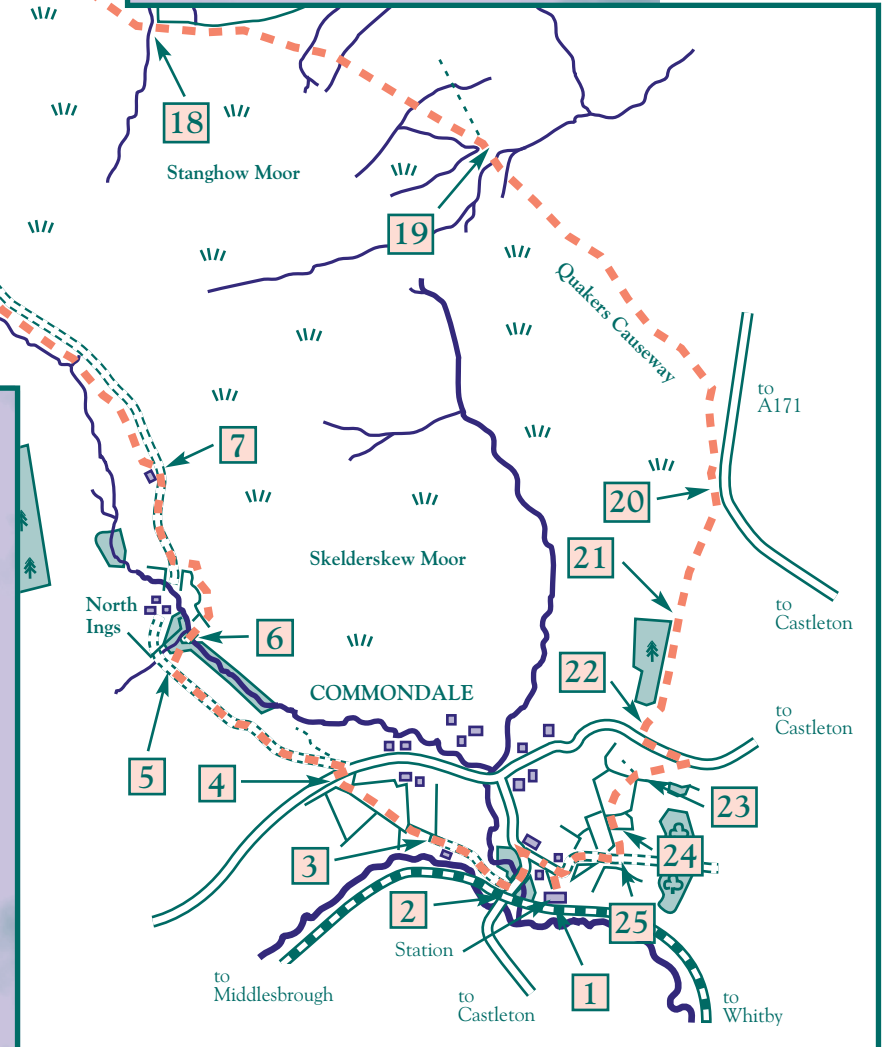 18
Stanghow Moor
19
Quakers Causeway
to
A171
7
20
21
Skelderskew Moor
North
Ings
to
Castleton
6
22
COMMONDALE
to
Castleton
5
4
23
3
24
2
25
Station
to
Middlesbrough
1
to
Castleton
to
Whitby